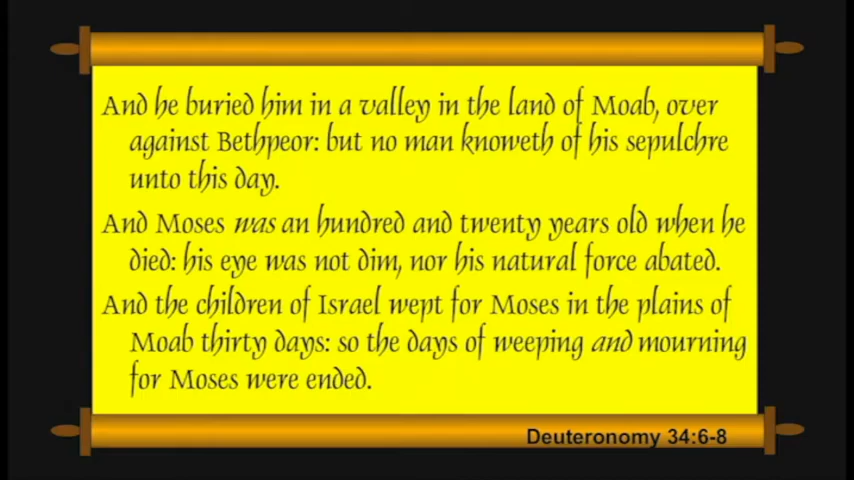 And he buried him in a valley in the land of Moab, over
against Bethpeor: but no man knoweth of his sepulchre
unto this day.
And Moses was an hundred and twenty years old when he
died: his eye was not dim, nor his natural force abated.
And the children of Israel wept for Moses in the plains of
Moab thirty days: so the days of weeping and mourning
for Moses were ended.
Deuteronomy 34:6-8